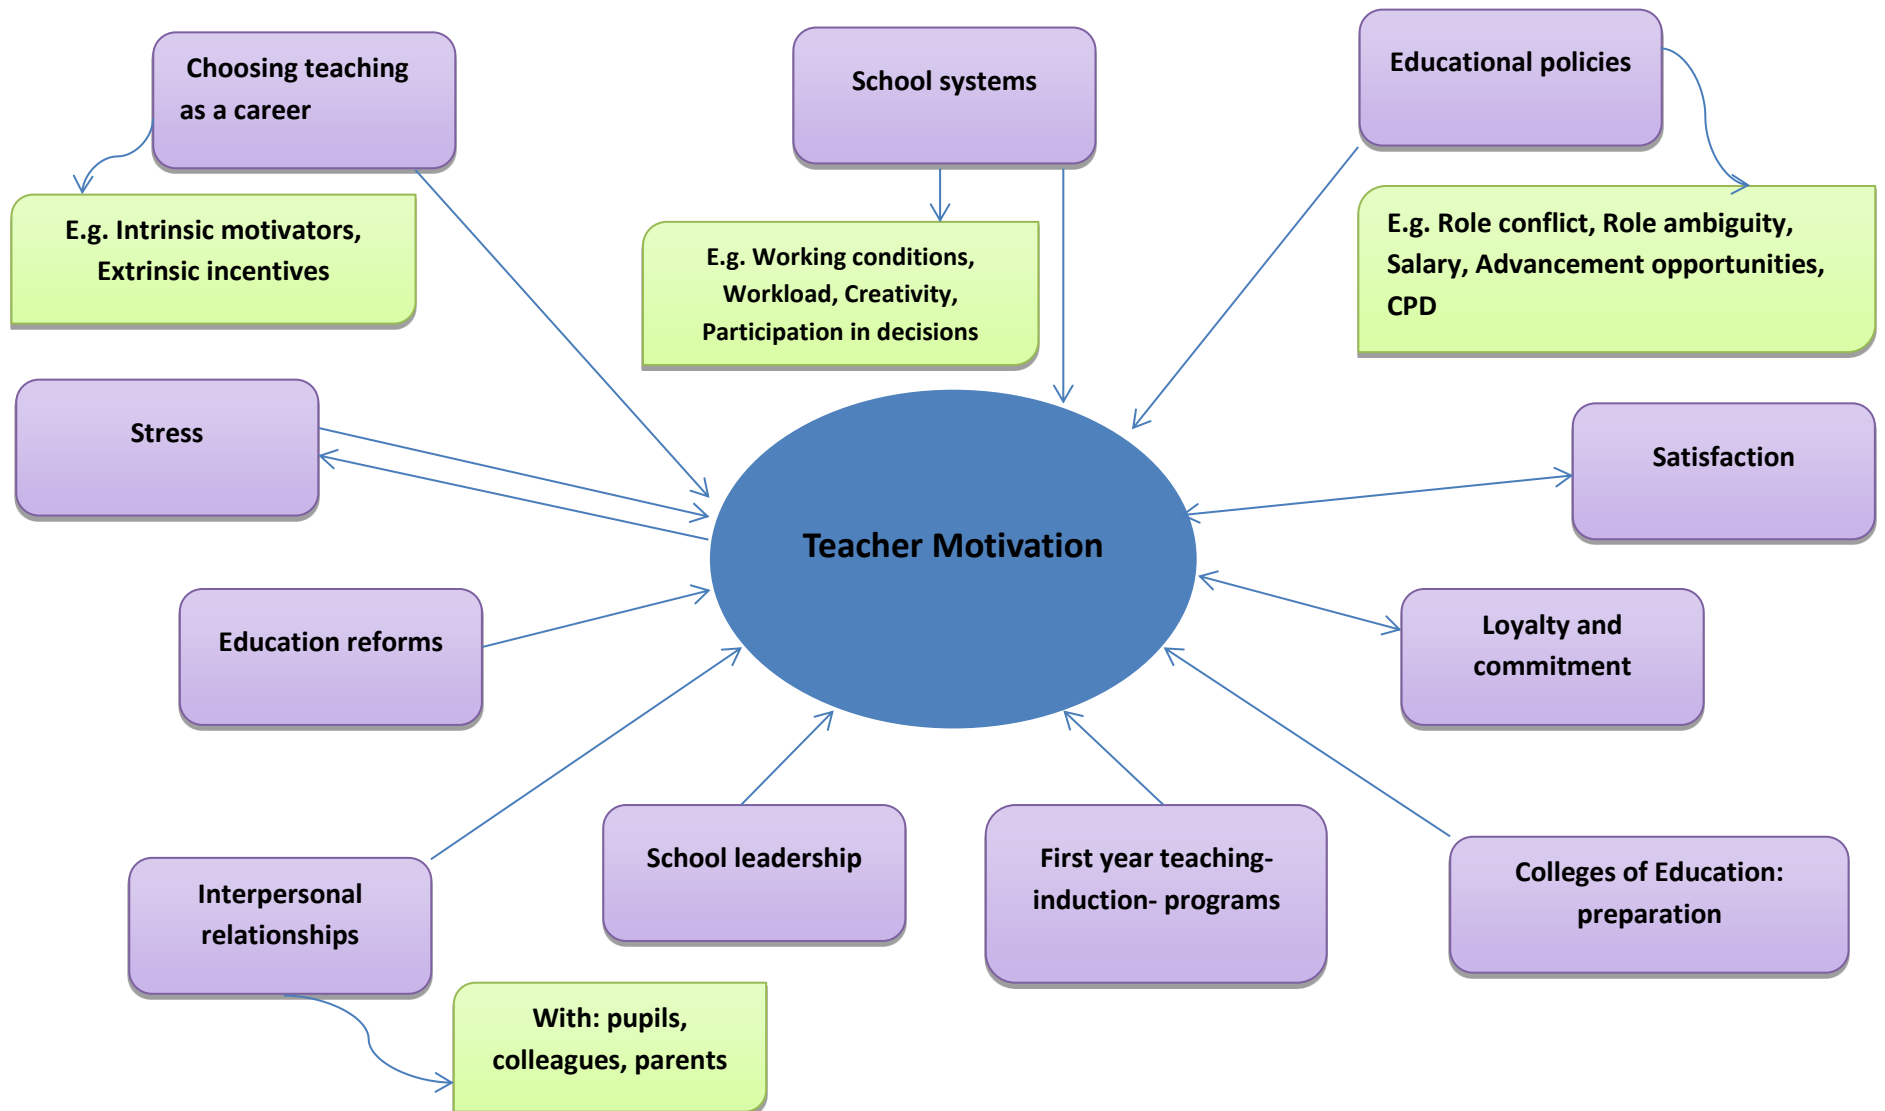 Choosing teaching
as a career
School systems
Educational policies
E.g. Intrinsic motivators,
Extrinsic incentives
E.g. Working conditions,
Workload, Creativity,
Participation in decisions
E.g. Role conflict, Role ambiguity,
Salary, Advancement opportunities,
CPD
Stress
Satisfaction
Teacher Motivation
Education reforms
Loyalty and
commitment
Interpersonal
relationships
School leadership
First year teaching-
induction- programs
Colleges of Education:
preparation
With: pupils,
colleagues, parents